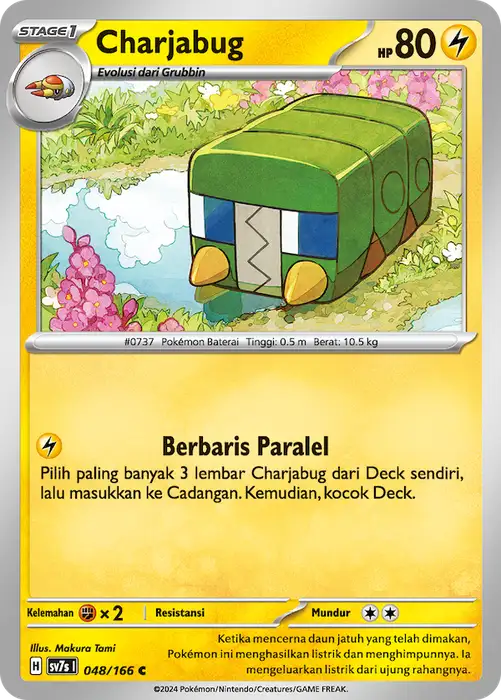 STAGE1
Charjabug
HP 80
Evolusi dari Grubbin
#0737 Pokémon Baterai Tinggi: 0.5 m Berat: 10.5 kg
Berbaris Paralel
Pilih paling banyak 3 lembar Charjabug dari Deck sendiri,
lalu masukkan ke Cadangan. Kemudian, kocok Deck.
Kelemahan ×2 Resistansi Mundur
Illus. Makura Tami
Ketika mencerna daun jatuh yang telah dimakan,
Pokémon ini menghasilkan listrik dan menghimpunnya. Ia
mengeluarkan listrik dari ujung rahangnya.
H sv7s I 048/166 C
©2024 Pokémon/Nintendo/Creatures/GAME FREAK.